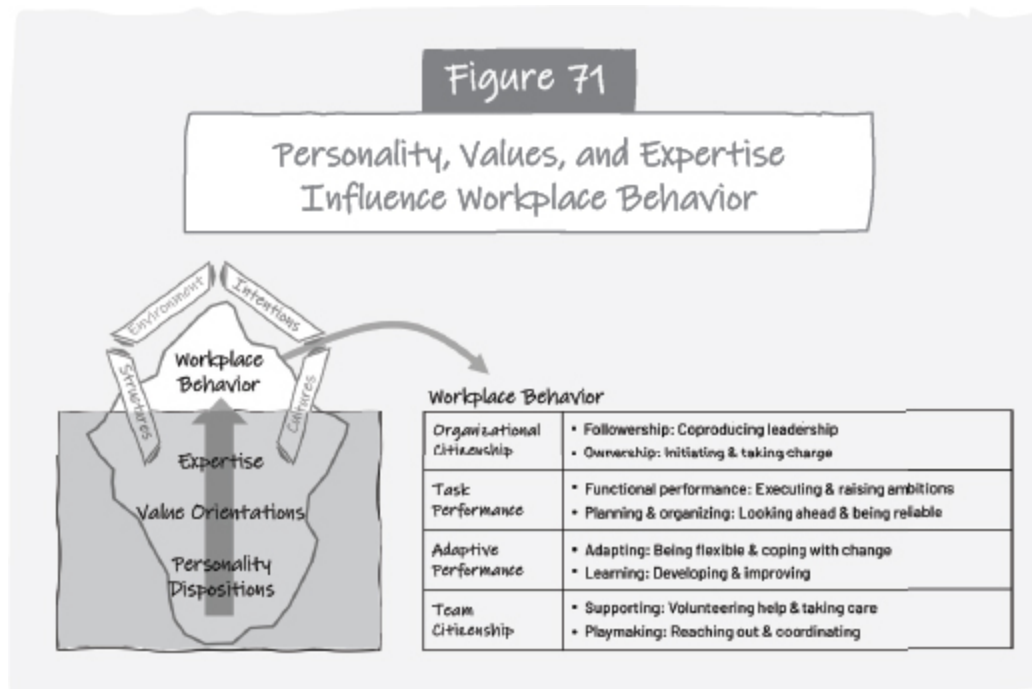 Figure 71
Personality, Values, and Expertise
Influence Workplace Behavior
Environment
Intentions
Structures
Cultures
Workplace
Behavior
Expertise
Value Orientations
Personality
Dispositions
Workplace Behavior
Organizational
Citizenship
• Followership: Coproducing leadership
• Ownership: Initiating & taking charge
Task
Performance
• Functional performance: Executing & raising ambitions
• Planning & organizing: Looking ahead & being reliable
Adaptive
Performance
• Adapting: Being flexible & coping with change
• Learning: Developing & improving
Team
Citizenship
• Supporting: Volunteering help & taking care
• Playmaking: Reaching out & coordinating